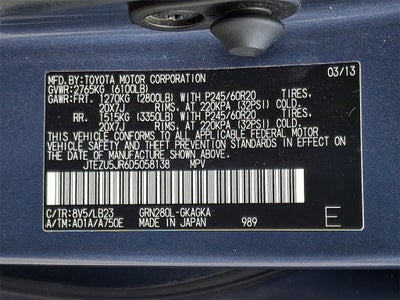 MFD.BY:TOYOTA MOTOR CORPORATION 03/13
GVWR:2765KG (6100LB)
GAWR:FRT. 1270KG (2800LB) WITH P245/60R20 TIRES,
20X7J RIMS, AT 220KPA (32PSI) COLD.
RR. 1515KG (3350LB) WITH P245/60R20 TIRES,
20X7J RIMS, AT 220KPA (32PSI) COLD.
THIS VEHICLE CONFORMS TO ALL APPLICABLE FEDERAL MOTOR
VEHICLE SAFETY AND BUMPER STANDARDS IN EFFECT ON THE
DATE OF MANUFACTURE SHOWN ABOVE.
JTEZU5JR6D5058138 MPV
C/TR:8V5/LB23 GRN280L-GKAGKA
A/TM:A01A/A750E MADE IN JAPAN 989 E